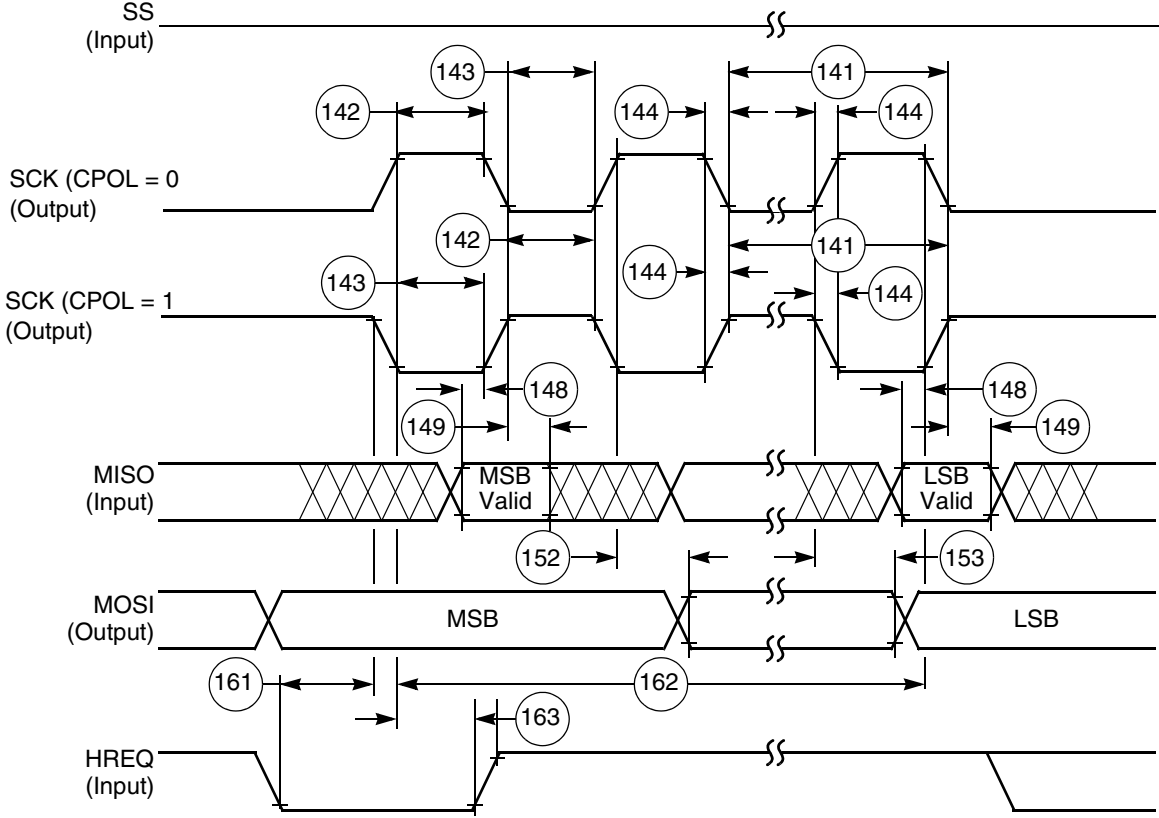 SS
(Input)
143
141
142
144
144
SCK (CPOL = 0
(Output)
142
141
143
144
144
SCK (CPOL = 1
(Output)
148
148
149
149
MISO
(Input)
MSB
Valid
LSB
Valid
152
153
MOSI
(Output)
MSB
LSB
161
162
163
HREQ
(Input)